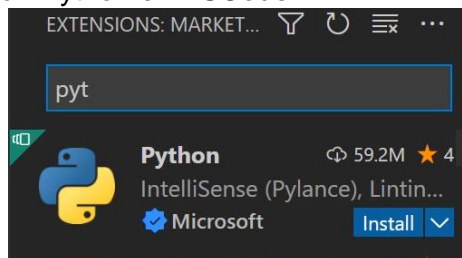 EXTENSIONS: MARKET...
pyt
Python 59.2M ★ 4
IntelliSense (Pylance), Lintin...
Microsoft Install